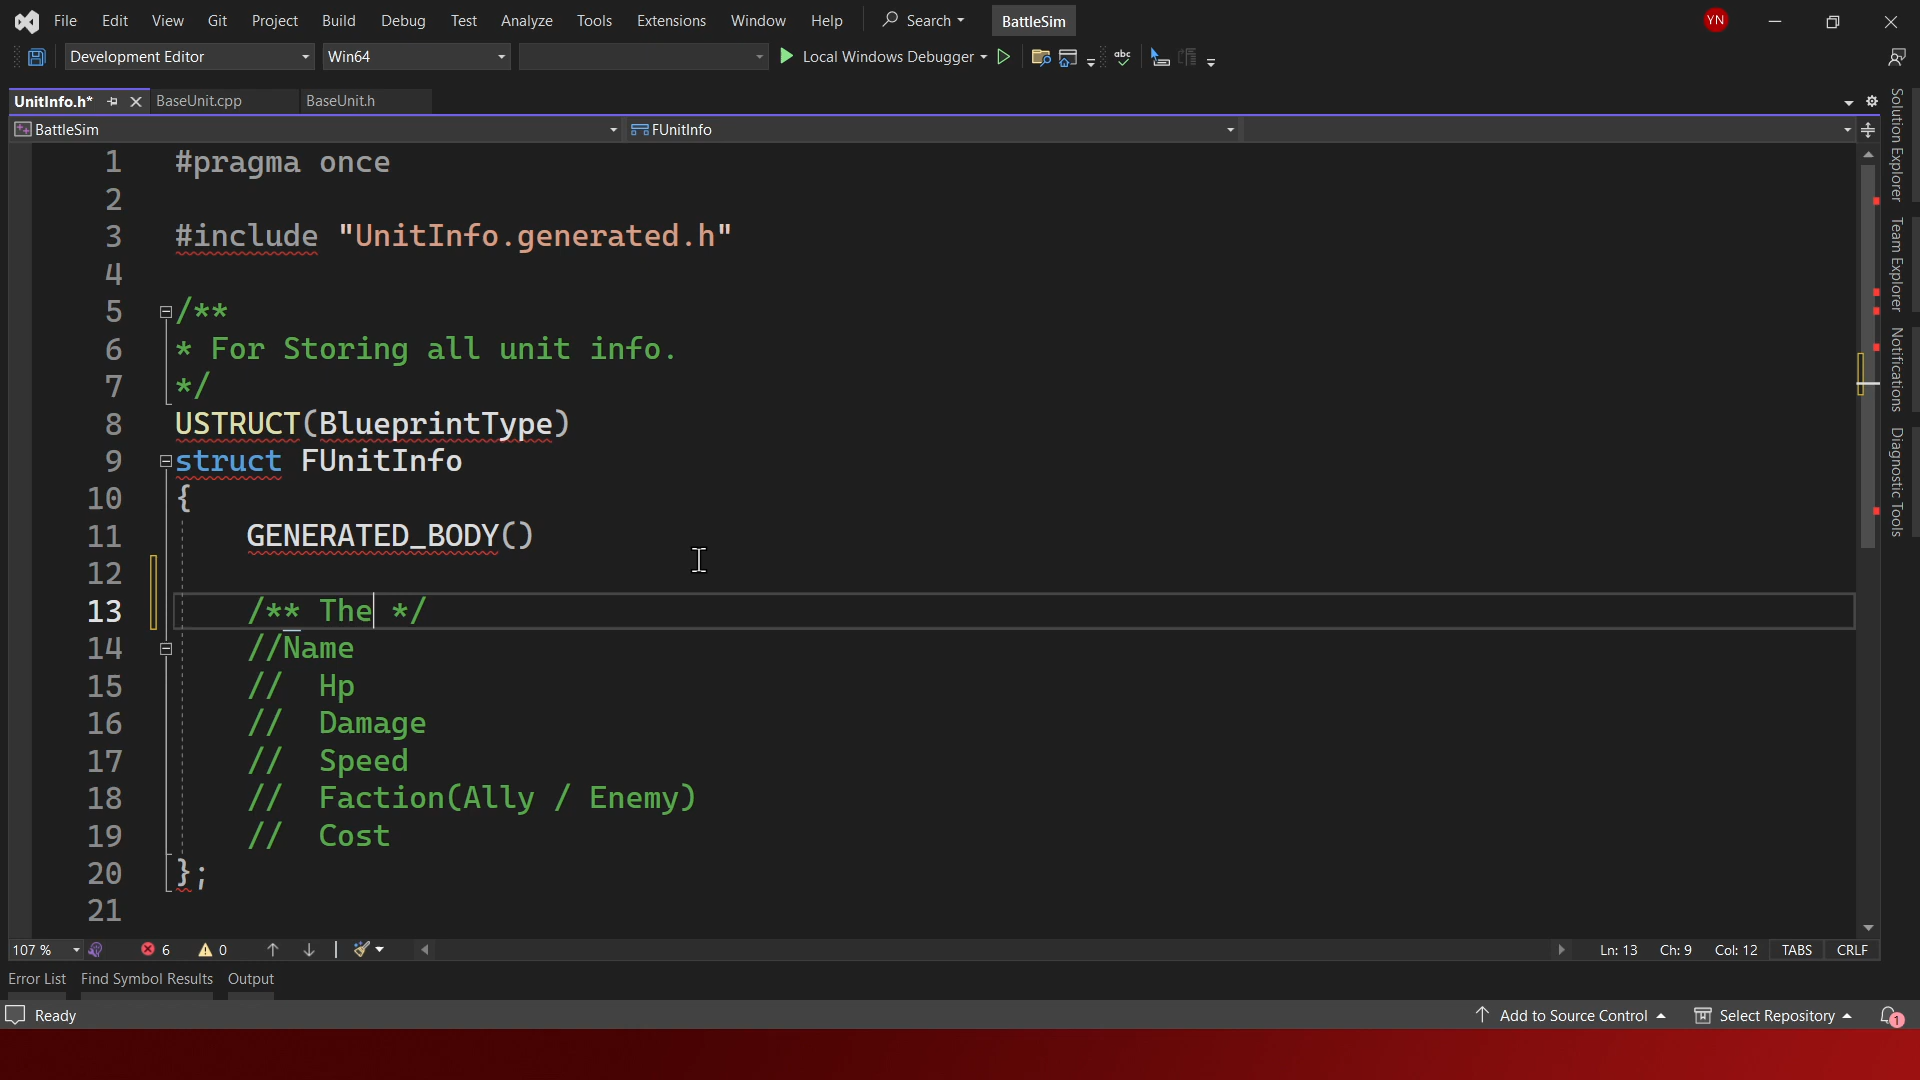 File Edit View Git Project Build Debug Test Analyze Tools Extensions Window Help Search BattleSim YN
Development Editor Win64 Local Windows Debugger
UnitInfo.h* BaseUnit.cpp BaseUnit.h
BattleSim FUnitInfo
1 #pragma once
2
3 #include "UnitInfo.generated.h"
4
5 /**
6 * For Storing all unit info.
7 */
8 USTRUCT(BlueprintType)
9 struct FUnitInfo
10 {
11 GENERATED_BODY()
12
13 /** The */
14 //Name
15 // Hp
16 // Damage
17 // Speed
18 // Faction(Ally / Enemy)
19 // Cost
20 };
21
Solution Explorer
Team Explorer
Notifications
Diagnostic Tools
107 % 6 0 Ln: 13 Ch: 9 Col: 12 TABS CRLF
Error List Find Symbol Results Output
Ready Add to Source Control Select Repository 1